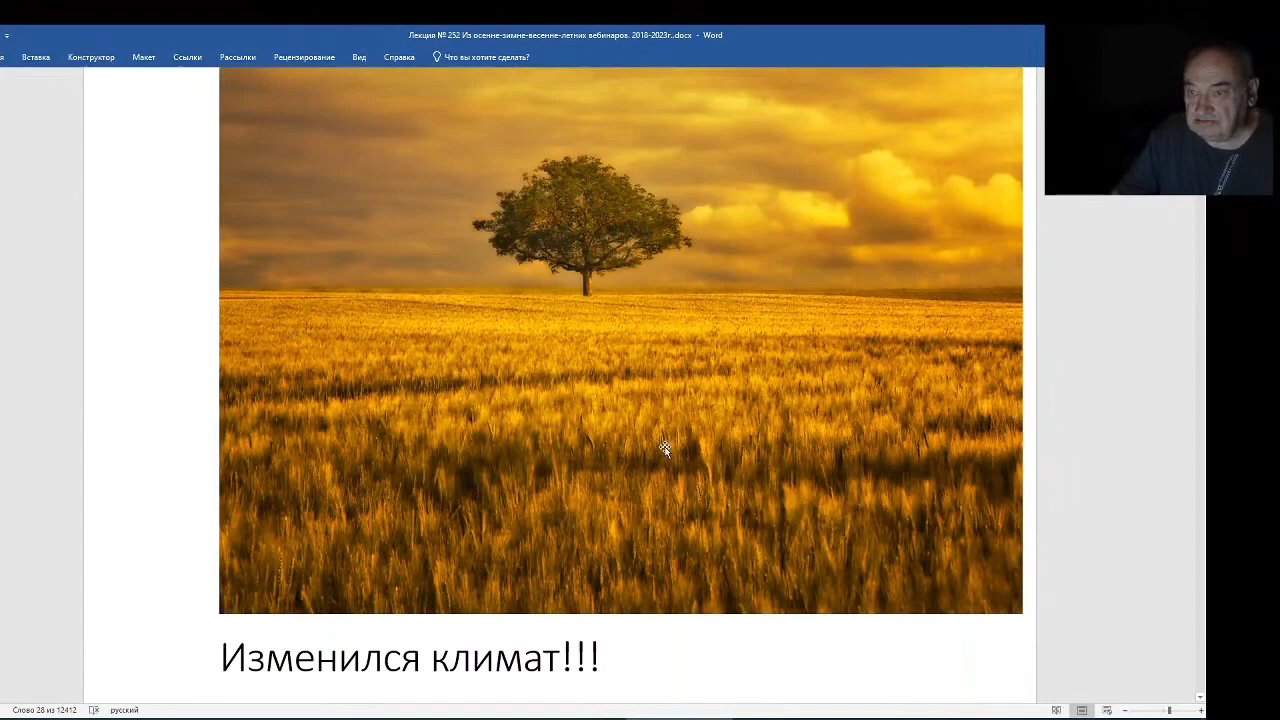 Лекция № 252 Из осенне-зимне-весенне-летних вебинаров. 2018-2023г..docx - Word
Вставка Конструктор Макет Ссылки Рассылки Рецензирование Вид Справка Что вы хотите сделать?
Изменился климат!!!
Слово 28 из 12412 русский